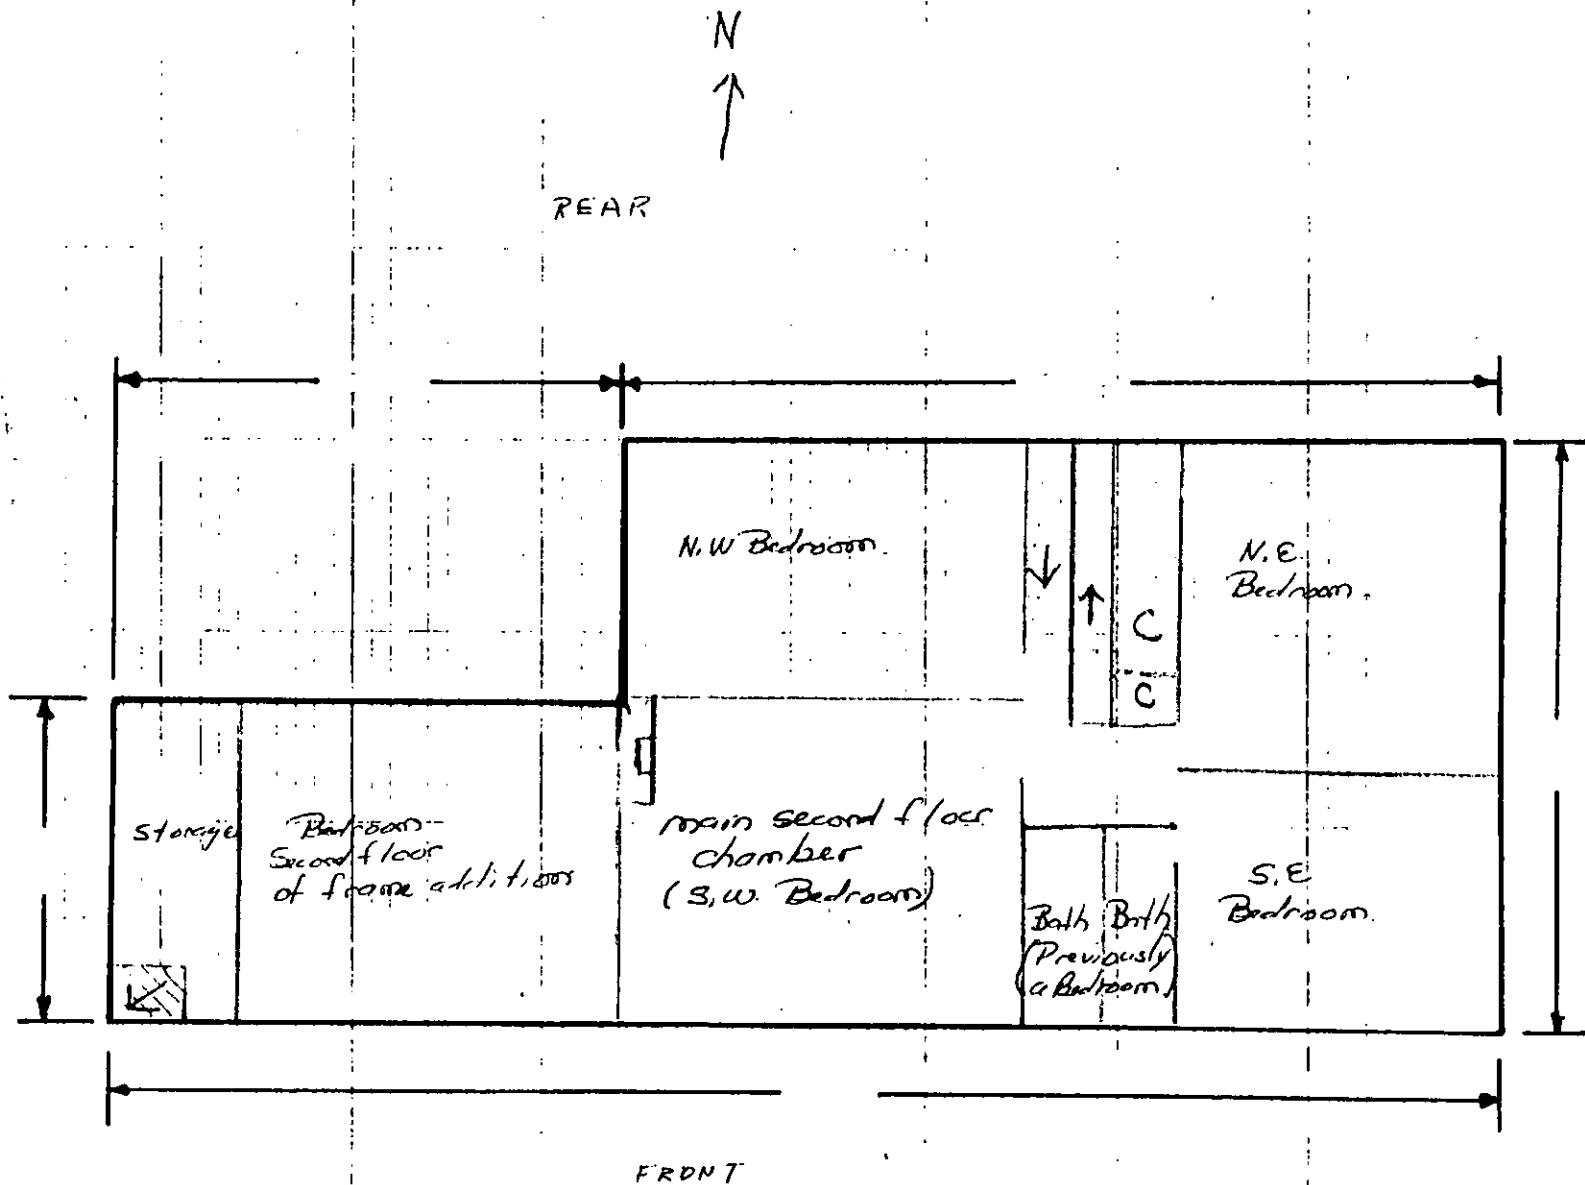 N
REAR
N.W Bedroom.
N.E.
Bedroom.
C
C
Storage
Bedroom-
Second floor
of frame additions
main second floor
chamber
(S.W. Bedroom)
Bath Bath
(Previously
a Bedroom)
S.E
Bedroom.
FRONT